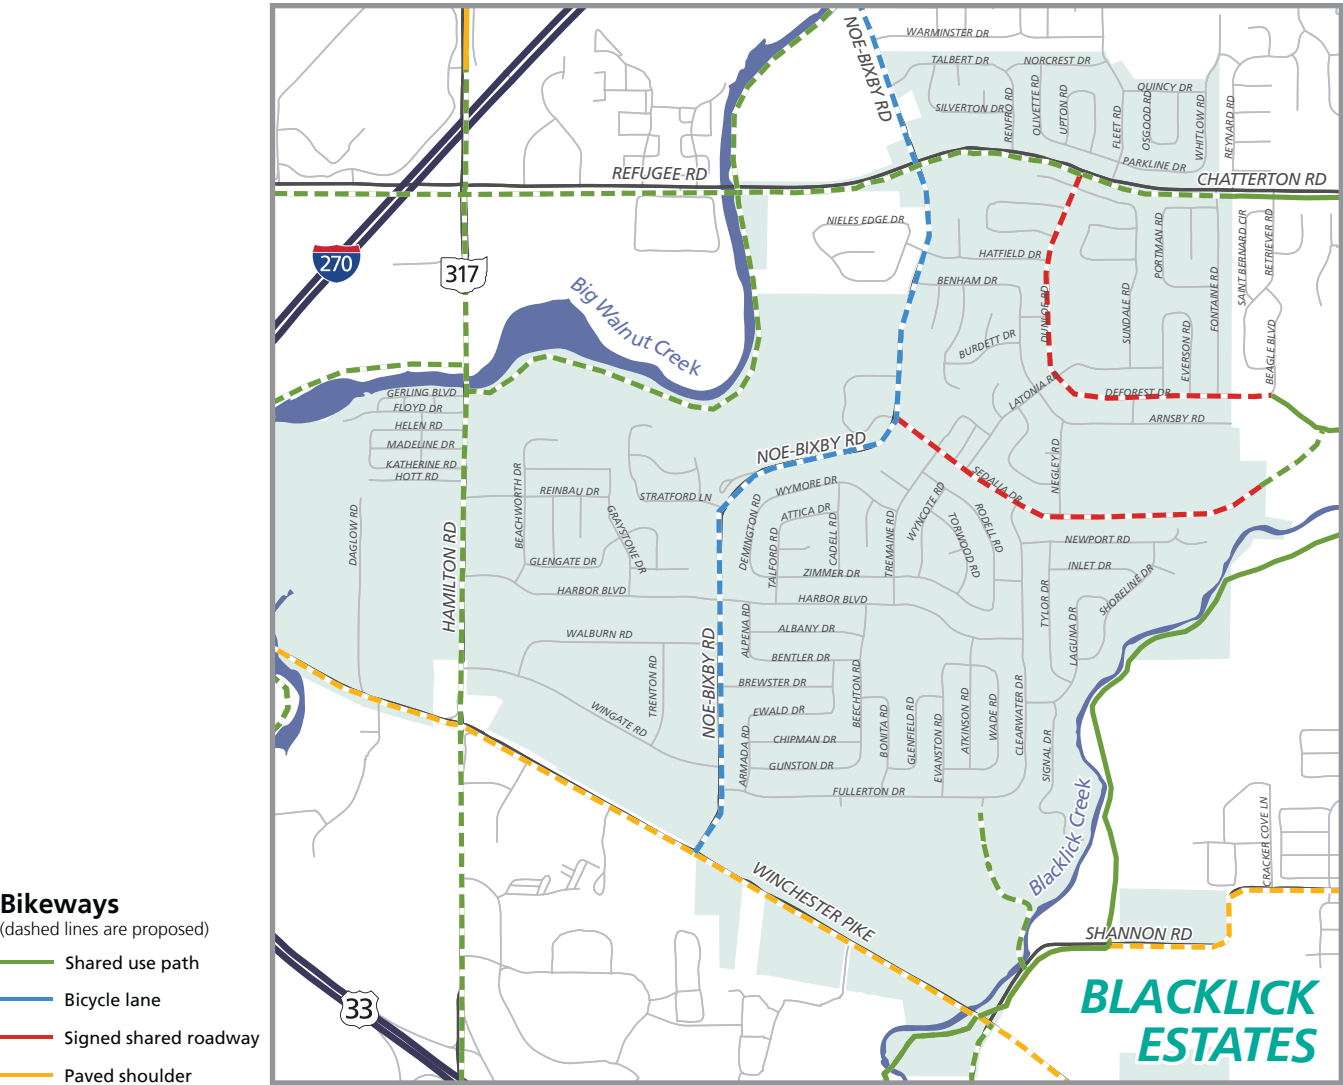 NOE-BIXBY RD
WARMINSTER DR
TALBERT DR
NORCREST DR
QUINCY DR
SILVERTON DR
RENFRO RD
OLIVETTE RD
UPTON RD
FLEET RD
OSGOOD RD
WHITLOW RD
REYNARD RD
PARKLINE DR
REFUGEE RD
CHATTERTON RD
NIELES EDGE DR
HATFIELD DR
BENHAM DR
DUNLOE RD
BURDETT DR
PORTMAN RD
SUNDALE RD
FONTAINE RD
SAINT BERNARD CIR
RETRIEVER RD
EVERSON RD
BEAGLE BLVD
270
317
Big Walnut Creek
LATONIA RD
DEFOREST DR
ARNSBY RD
GERLING BLVD
FLOYD DR
HELEN RD
MADELINE DR
KATHERINE RD
HOTT RD
NOE-BIXBY RD
SEDALIA DR
NEGLEY RD
DAGLOW RD
HAMILTON RD
BEACHWORTH DR
REINBAU DR
STRATFORD LN
GRAYSTONE DR
GLENGATE DR
HARBOR BLVD
WYMORE DR
DEMINGTON RD
ATTICA DR
TALFORD RD
CADELL RD
TREMAINE RD
WYNCOTE RD
TORWOOD RD
RODELL RD
ZIMMER DR
NEWPORT RD
INLET DR
SHORELINE DR
TYLOR DR
LAGUNA DR
HARBOR BLVD
WALBURN RD
TRENTON RD
WINGATE RD
NOE-BIXBY RD
ALPENA RD
ALBANY DR
BENTLER DR
BREWSTER DR
EWALD DR
CHIPMAN DR
GUNSTON DR
ARMADA RD
BEECHTON RD
BONITA RD
GLENFIELD RD
EVANSTON RD
ATKINSON RD
WADE RD
CLEARWATER DR
SIGNAL DR
FULLERTON DR
Blacklick Creek
CRACKER COVE LN
WINCHESTER PIKE
SHANNON RD
33
BLACKLICK
ESTATES
Bikeways
(dashed lines are proposed)
Shared use path
Bicycle lane
Signed shared roadway
Paved shoulder